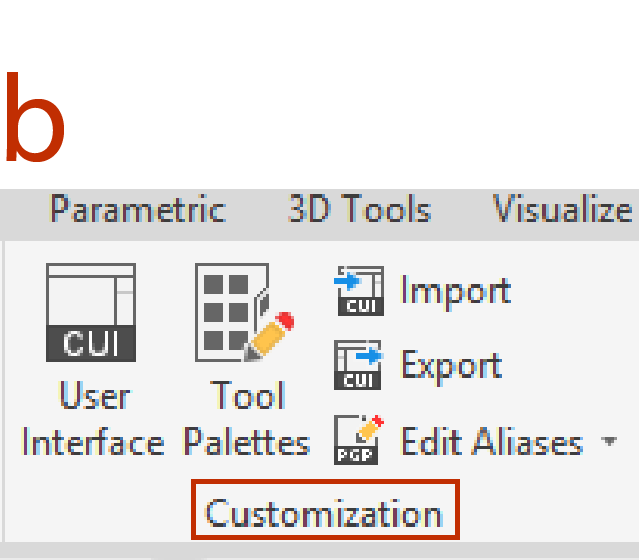 b
Parametric 3D Tools Visualize
CUI
User Interface
Tool Palettes
CUI Import
CUI Export
PGP Edit Aliases
Customization